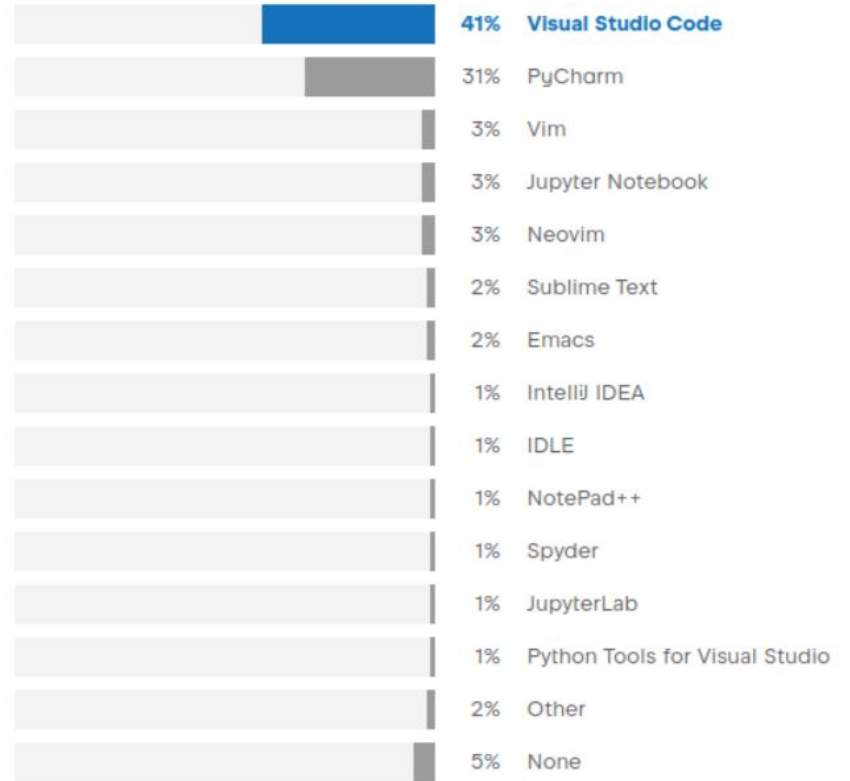 41% Visual Studio Code
31% PyCharm
3% Vim
3% Jupyter Notebook
3% Neovim
2% Sublime Text
2% Emacs
1% IntelliJ IDEA
1% IDLE
1% NotePad++
1% Spyder
1% JupyterLab
1% Python Tools for Visual Studio
2% Other
5% None